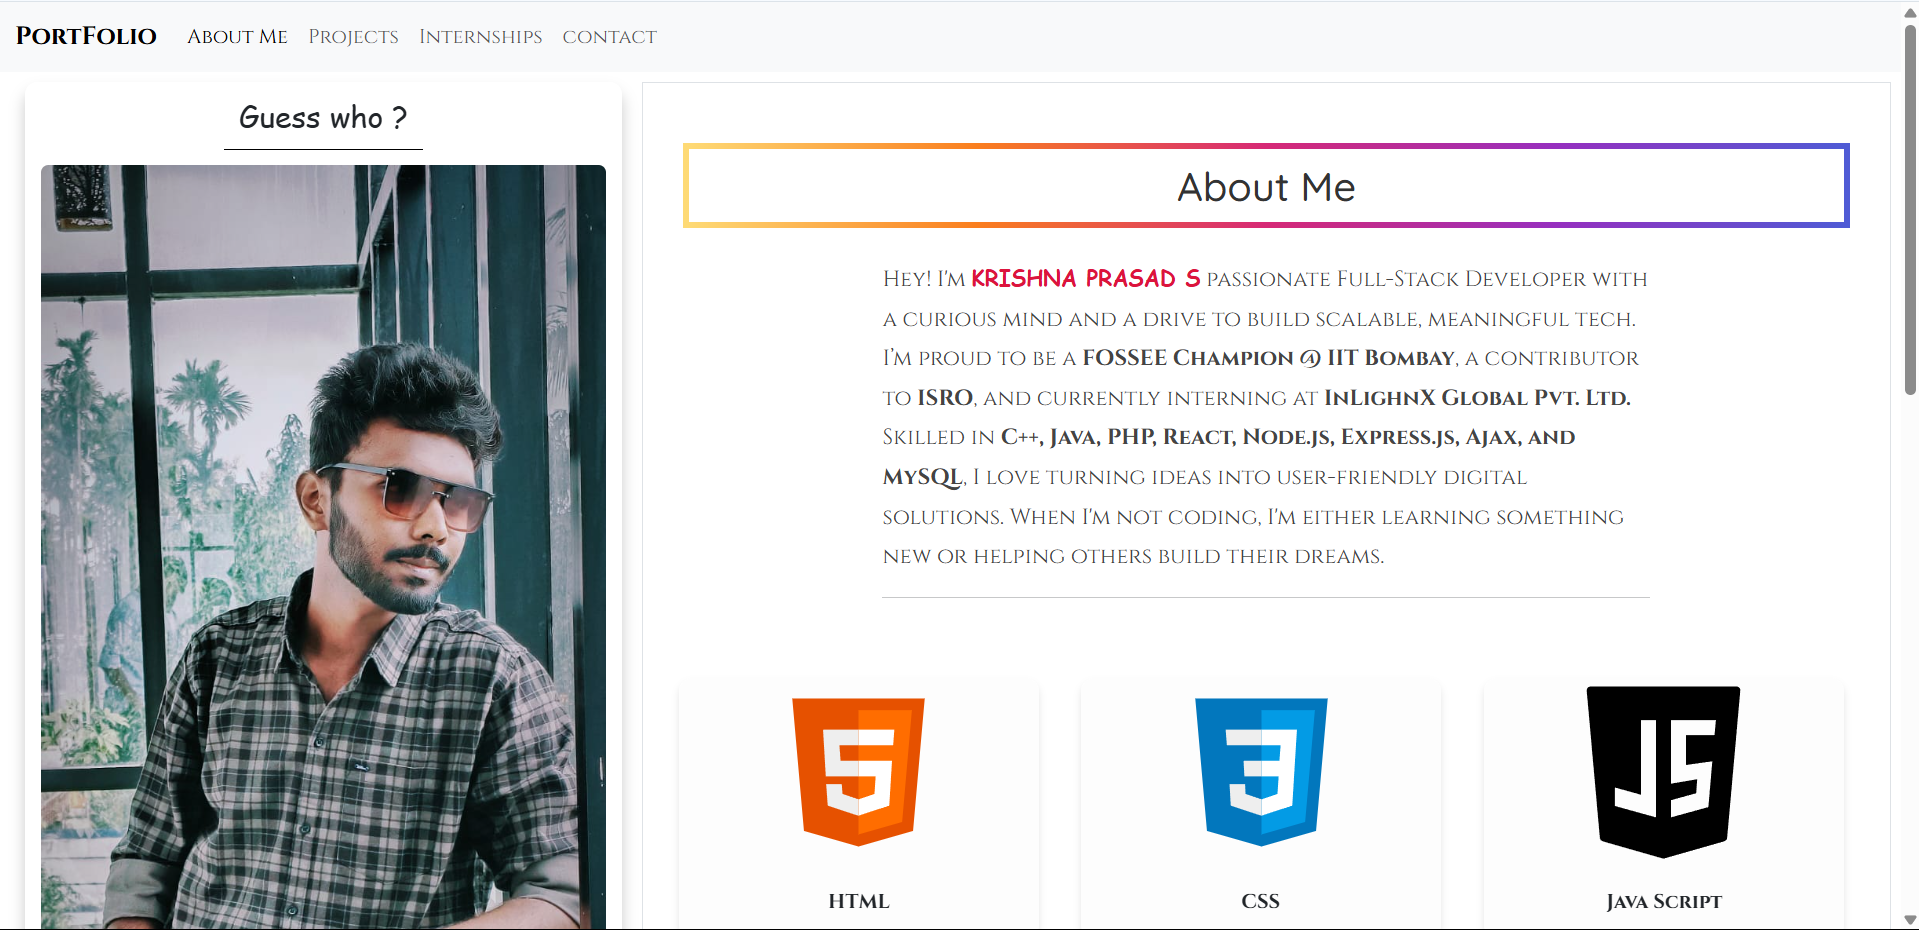 PortFolio About Me Projects Internships contact
Guess who ?
About Me
Hey! I'm KRISHNA PRASAD S passionate Full-Stack Developer with
a curious mind and a drive to build scalable, meaningful tech.
I’m proud to be a FOSSEE Champion @ IIT Bombay, a contributor
to ISRO, and currently interning at InLighnX Global Pvt. Ltd.
Skilled in C++, Java, PHP, React, Node.js, Express.js, Ajax, and
MySQL, I love turning ideas into user-friendly digital
solutions. When I'm not coding, I'm either learning something
new or helping others build their dreams.
5
3
JS
HTML
CSS
Java Script